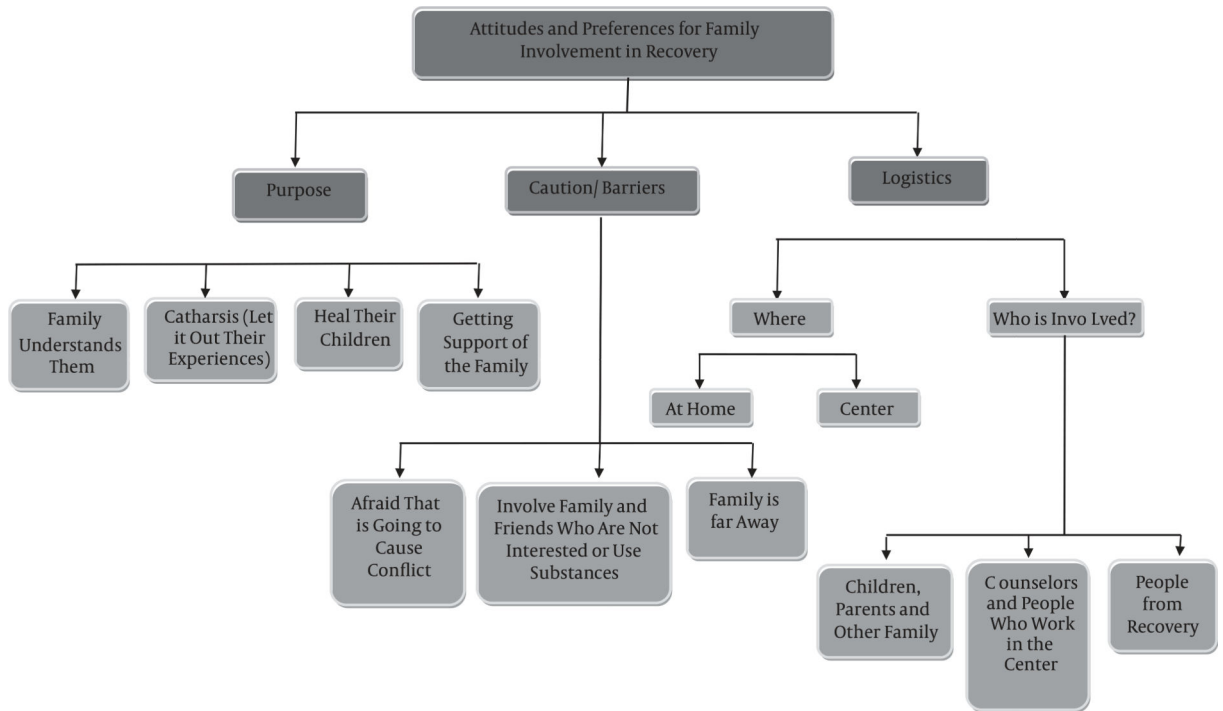 Attitudes and Preferences for Family
Involvement in Recovery
Purpose
Caution/ Barriers
Logistics
Family
Understands
Them
Catharsis (Let
it Out Their
Experiences)
Heal Their
Children
Getting
Support of
the Family
Where
Who is Invo Lved?
At Home
Center
Afraid That
is Going to
Cause
Conflict
Involve Family and
Friends Who Are Not
Interested or Use
Substances
Family is
far Away
Children,
Parents and
Other Family
C ounselors
and People
Who Work
in the
Center
People
from
Recovery